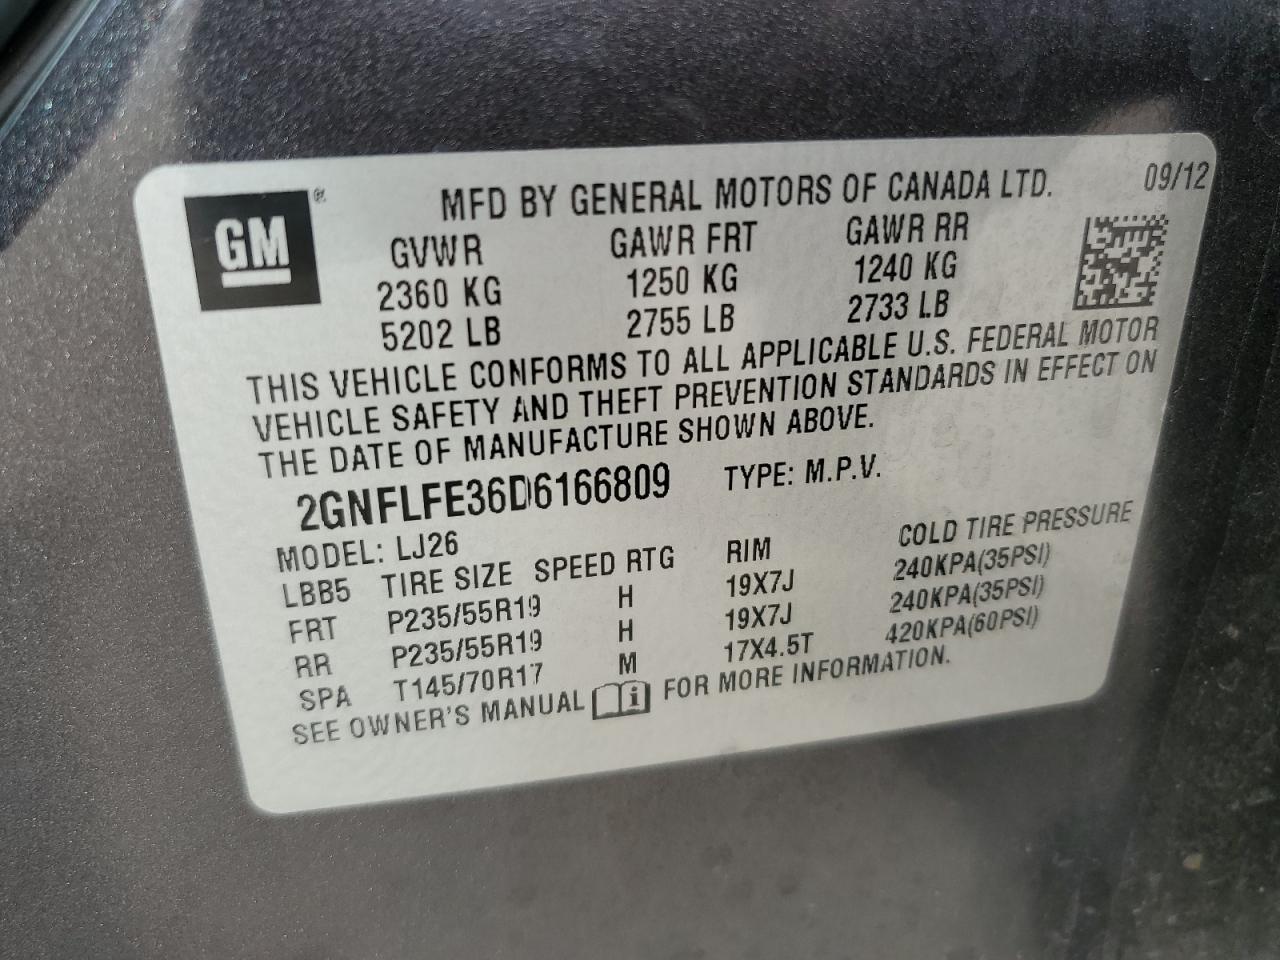 GM ®
MFD BY GENERAL MOTORS OF CANADA LTD. 09/12
GVWR GAWR FRT GAWR RR
2360 KG 1250 KG 1240 KG
5202 LB 2755 LB 2733 LB
THIS VEHICLE CONFORMS TO ALL APPLICABLE U.S. FEDERAL MOTOR
VEHICLE SAFETY AND THEFT PREVENTION STANDARDS IN EFFECT ON
THE DATE OF MANUFACTURE SHOWN ABOVE.
2GNFLFE36D6166809 TYPE: M.P.V.
MODEL: LJ26
LBB5 TIRE SIZE SPEED RTG RIM COLD TIRE PRESSURE
FRT P235/55R19 H 19X7J 240KPA(35PSI)
RR P235/55R19 H 19X7J 240KPA(35PSI)
SPA T145/70R17 M 17X4.5T 420KPA(60PSI)
SEE OWNER'S MANUAL i FOR MORE INFORMATION.